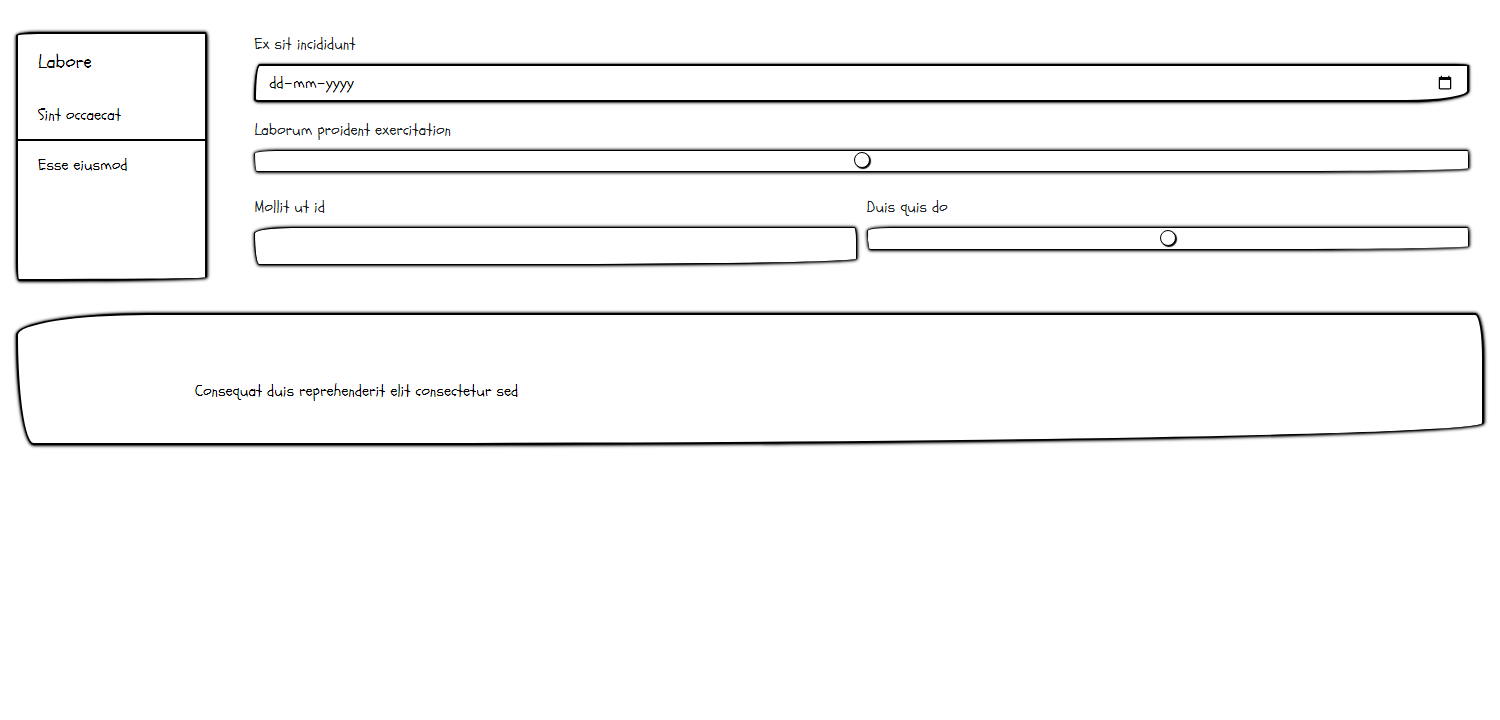 Labore
Sint occaecat
Esse eiusmod
Ex sit incididunt
dd-mm-yyyy
Laborum proident exercitation
Mollit ut id
Duis quis do
Consequat duis reprehenderit elit consectetur sed